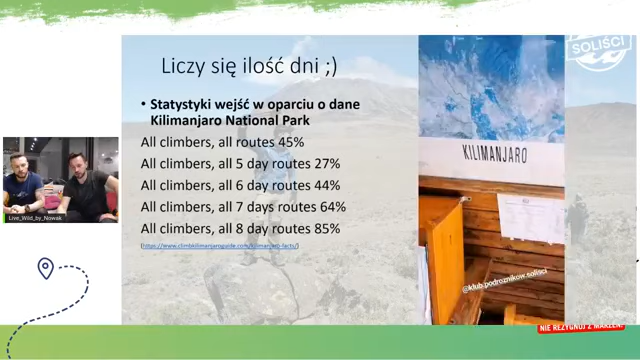 Liczy się ilość dni ;)
• Statystyki wejść w oparciu o dane
Kilimanjaro National Park
All climbers, all routes 45%
All climbers, all 5 day routes 27%
All climbers, all 6 day routes 44%
All climbers, all 7 days routes 64%
All climbers, all 8 day routes 85%
(https://www.climbkilimanjaroguide.com/kilimanjaro-facts/)
SOLIŚCI
KILIMANJARO
@klub.podroznikow.solisci
Live_Wild_by_Nowak
NIE REZYGNUJ Z MARZEŃ!